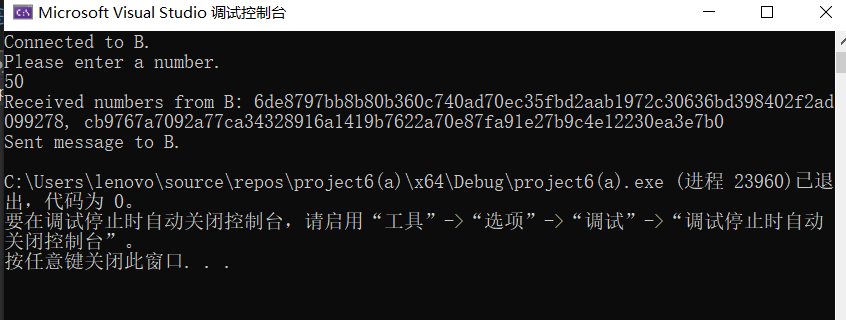 Microsoft Visual Studio 调试控制台
Connected to B.
Please enter a number.
50
Received numbers from B: 6de8797bb8b80b360c740ad70ec35fbd2aab1972c30636bd398402f2ad
099278, cb9767a7092a77ca34328916a1419b7622a70e87fa91e27b9c4e12230ea3e7b0
Sent message to B.
C:\Users\lenovo\source\repos\project6(a)\x64\Debug\project6(a).exe (进程 23960)已退
出，代码为 0。
要在调试停止时自动关闭控制台，请启用“工具”->“选项”->“调试”->“调试停止时自动
关闭控制台”。
按任意键关闭此窗口. . .